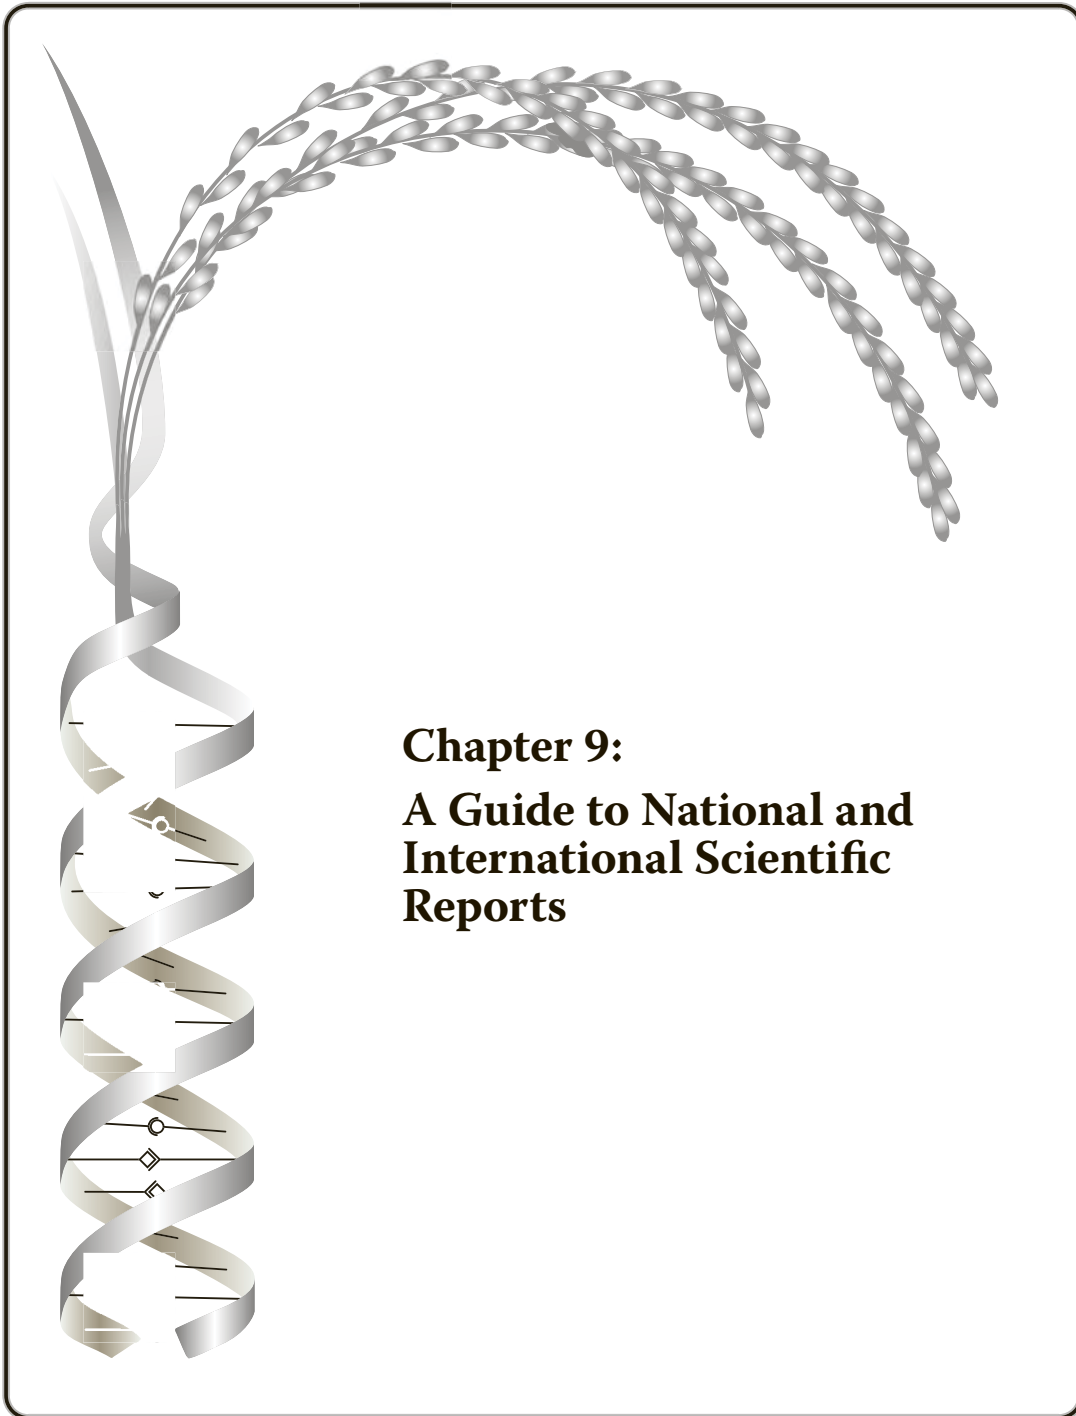 Chapter 9:
A Guide to National and
International Scientific
Reports